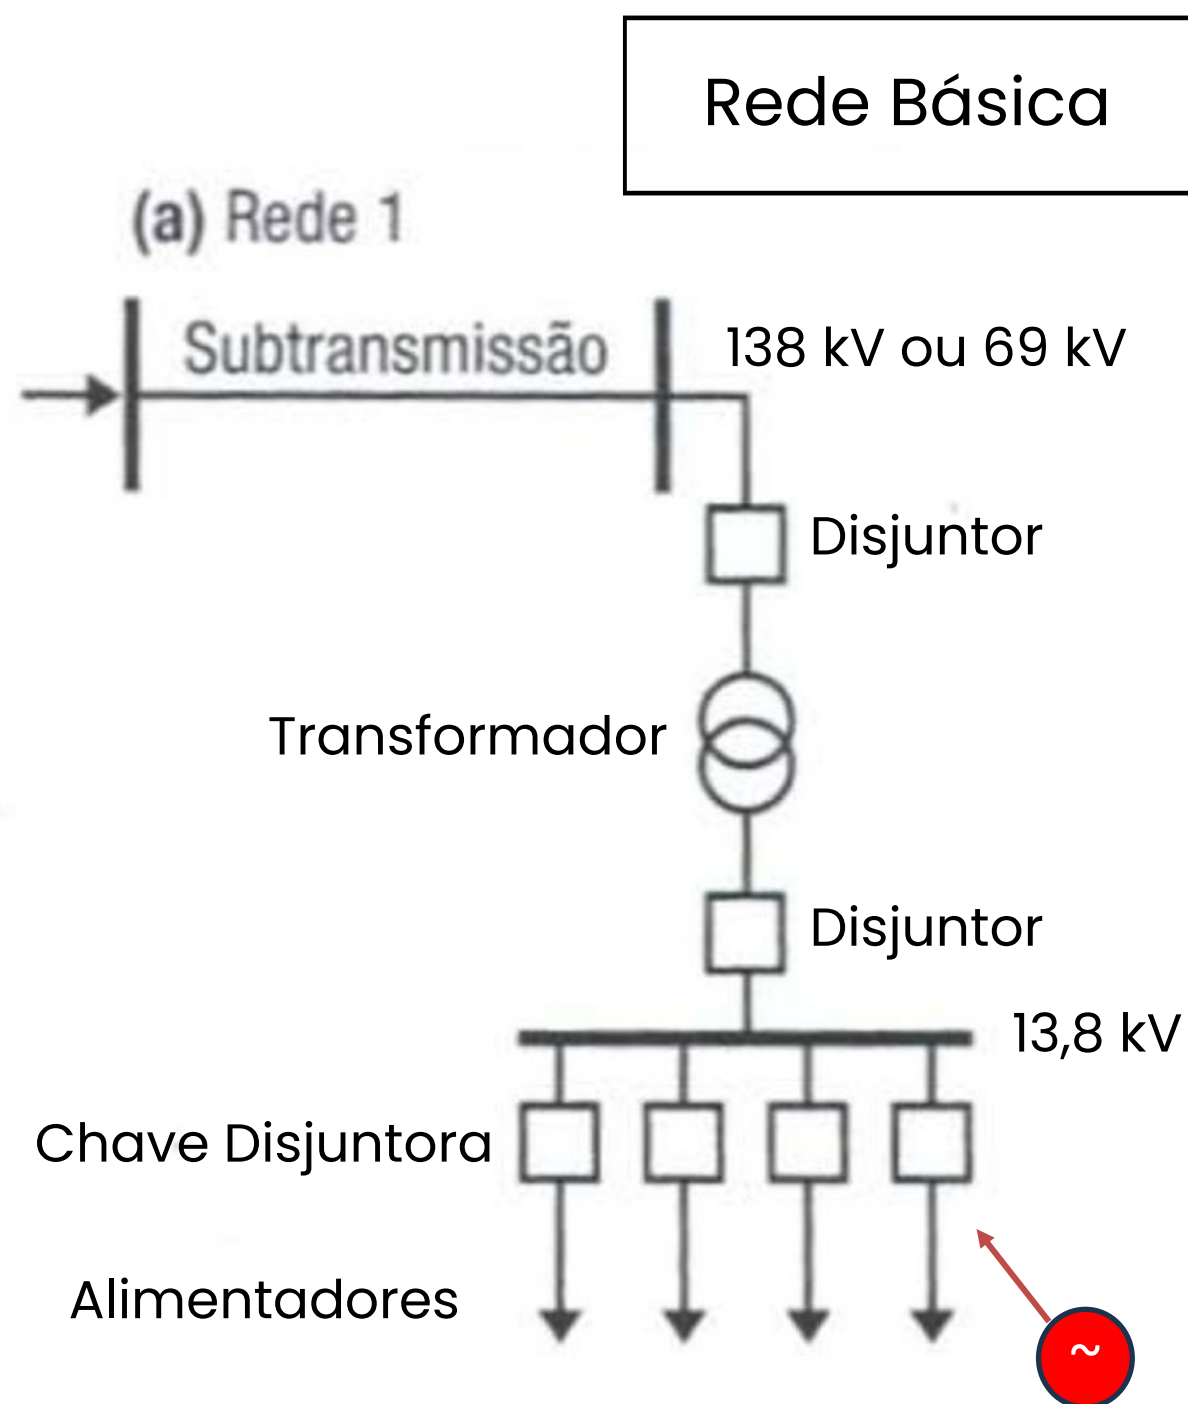 Rede Básica
(a) Rede 1
Subtransmissão
138 kV ou 69 kV
Disjuntor
Transformador
Disjuntor
13,8 kV
Chave Disjuntora
Alimentadores
~